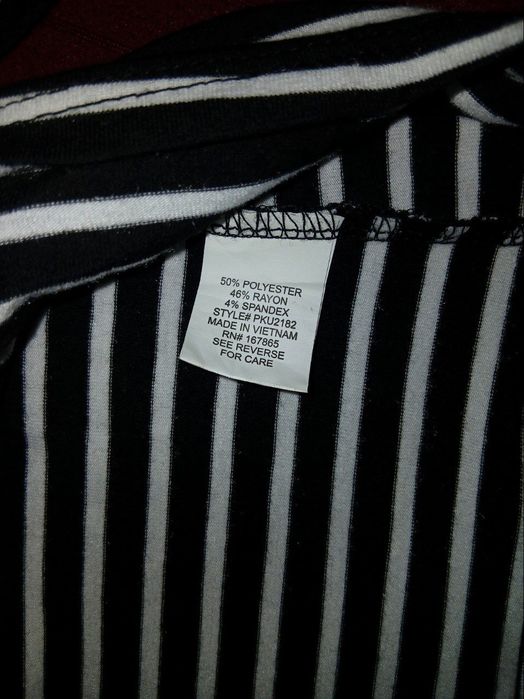 50% POLYESTER
46% RAYON
4% SPANDEX
STYLE# PKU2182
MADE IN VIETNAM
RN# 167865
SEE REVERSE
FOR CARE